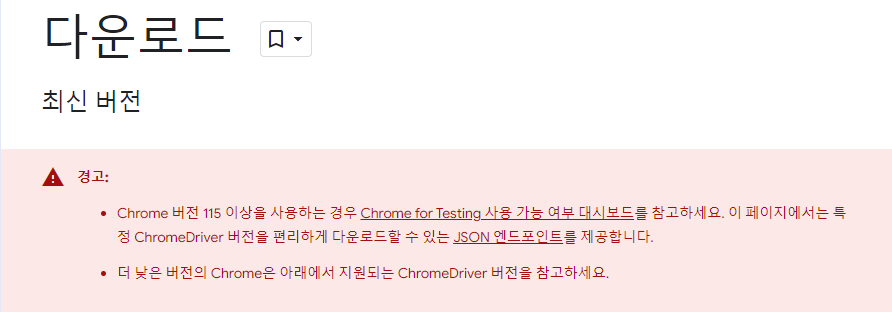 다운로드
최신 버전
경고:
Chrome 버전 115 이상을 사용하는 경우 Chrome for Testing 사용 가능 여부 대시보드를 참고하세요. 이 페이지에서는 특
정 ChromeDriver 버전을 편리하게 다운로드할 수 있는 JSON 엔드포인트를 제공합니다.
더 낮은 버전의 Chrome은 아래에서 지원되는 ChromeDriver 버전을 참고하세요.